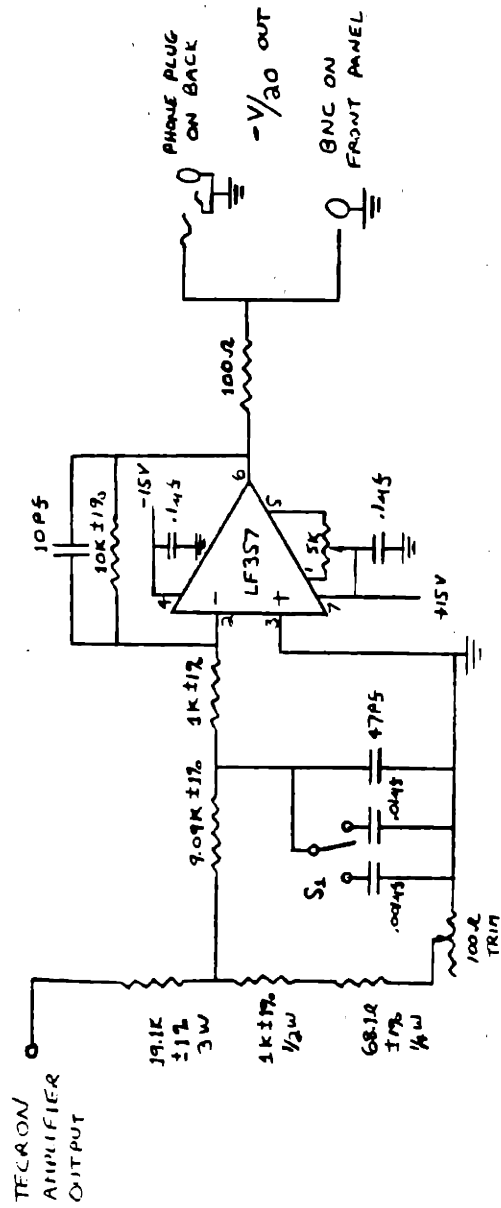 TECRON
AMPLIFIER
OUTPUT
19.1K
±1%
3W
1K±1%
1/2W
68.1Ω
±1%
1/4W
100Ω
TRIM
9.09K±1%
S1
.001μf
.01μf
47Pf
1K±1%
10Pf
10K±1%
-15V
.1μf
4
2
3
-
+
LF357
6
5
1
7
5K
.1μf
+15V
100Ω
PHONE PLUG
ON BACK
-V/20 OUT
BNC ON
FRONT PANEL